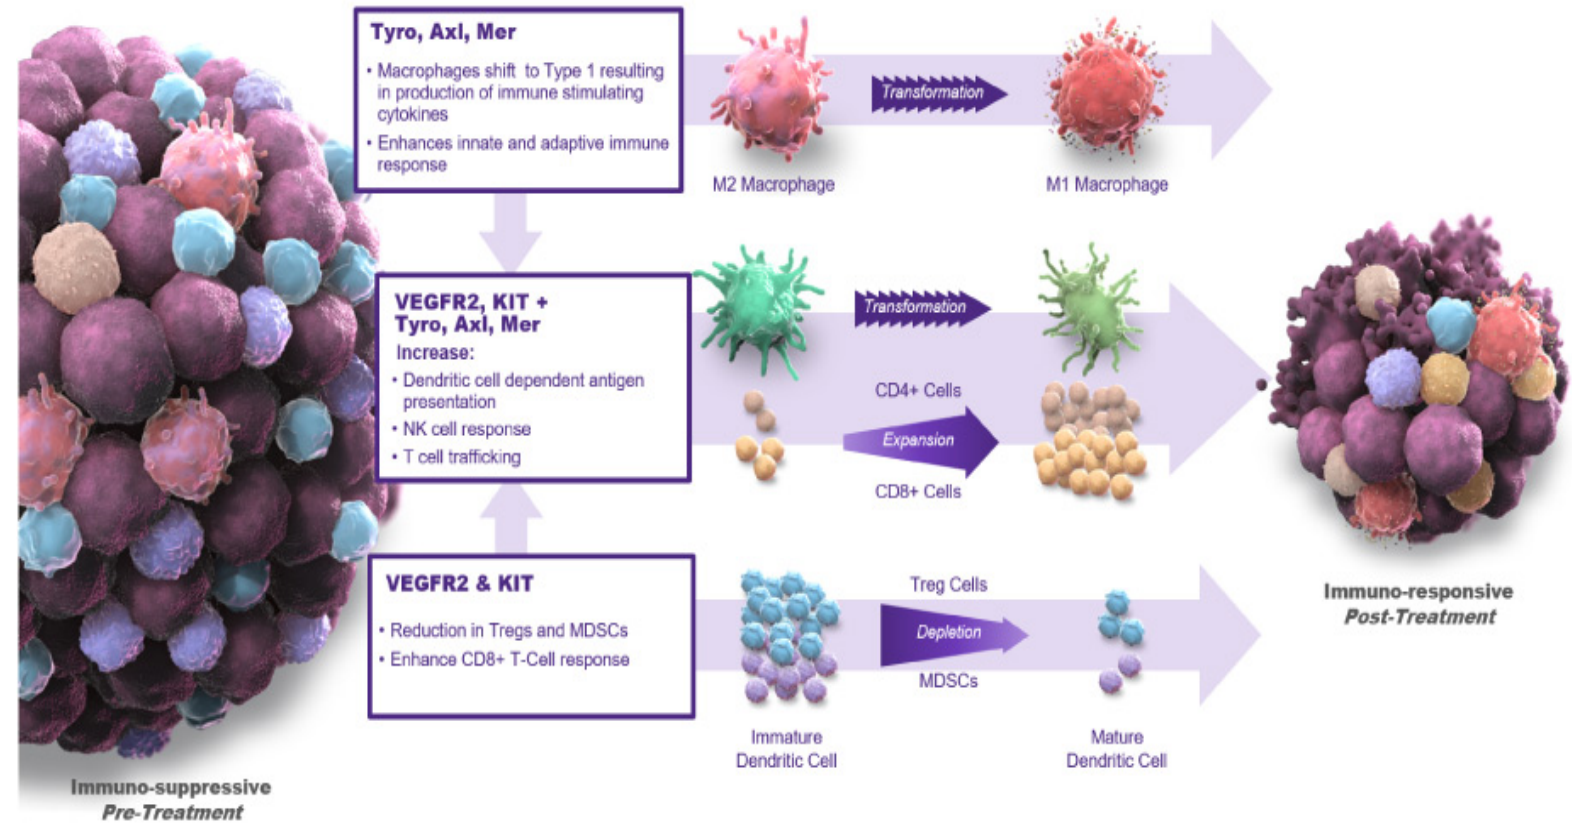 Tyro, Axl, Mer
• Macrophages shift to Type 1 resulting
in production of immune stimulating
cytokines
• Enhances innate and adaptive immune
response
Transformation
M2 Macrophage
M1 Macrophage
VEGFR2, KIT +
Tyro, Axl, Mer
Increase:
• Dendritic cell dependent antigen
presentation
• NK cell response
• T cell trafficking
Transformation
CD4+ Cells
Expansion
CD8+ Cells
VEGFR2 & KIT
• Reduction in Tregs and MDSCs
• Enhance CD8+ T-Cell response
Treg Cells
Depletion
MDSCs
Immature
Dendritic Cell
Mature
Dendritic Cell
Immuno-suppressive
Pre-Treatment
Immuno-responsive
Post-Treatment